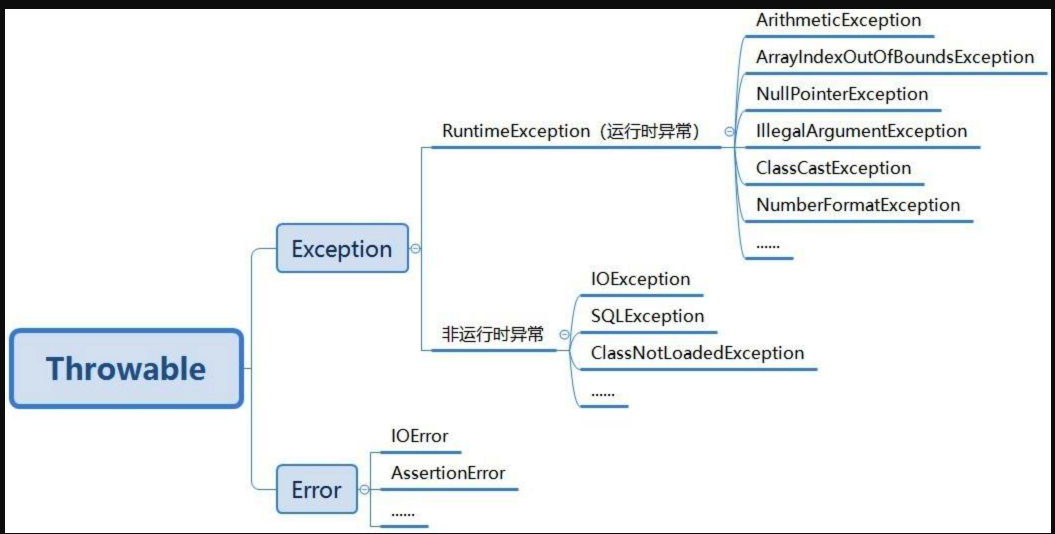 Throwable
Exception
RuntimeException（运行时异常）
ArithmeticException
ArrayIndexOutOfBoundsException
NullPointerException
IllegalArgumentException
ClassCastException
NumberFormatException
......
非运行时异常
IOException
SQLException
ClassNotLoadedException
......
Error
IOError
AssertionError
......